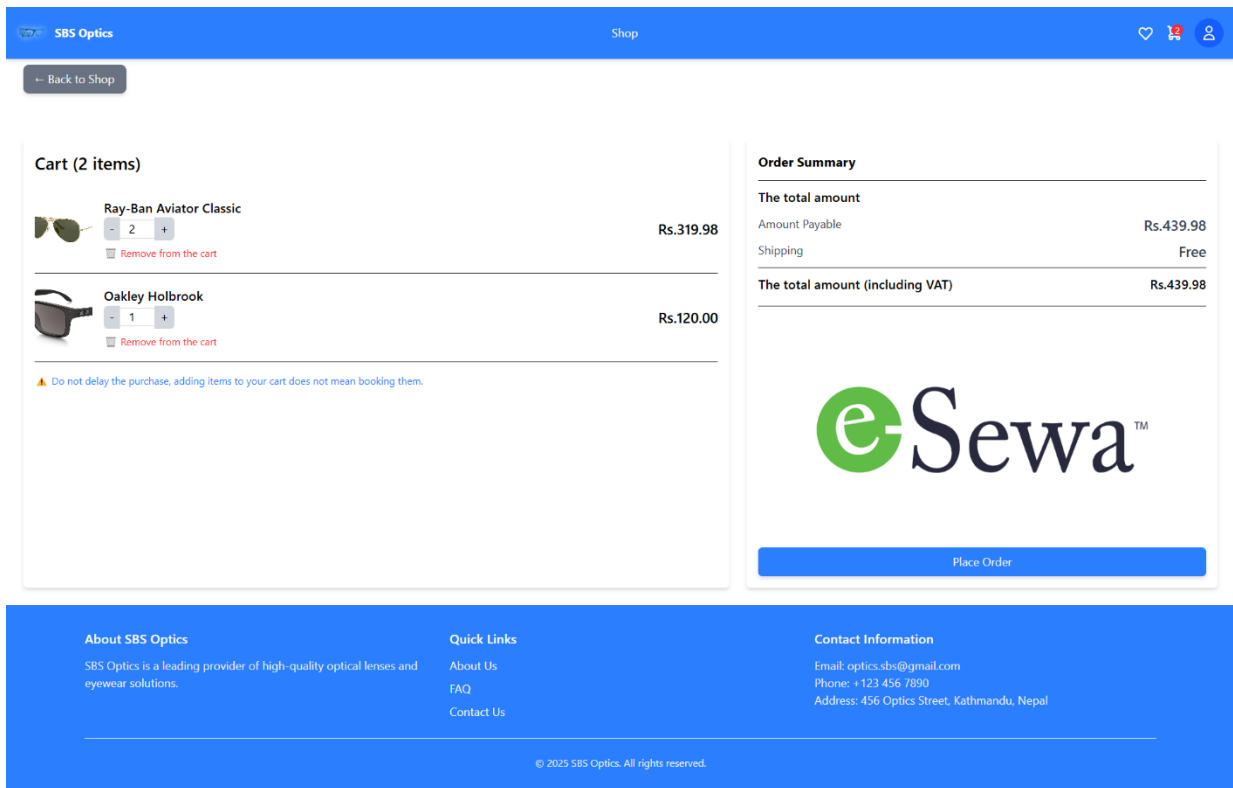 SBS Optics
Shop
2
← Back to Shop
Cart (2 items)
Ray-Ban Aviator Classic
- 2 +
Rs.319.98
Remove from the cart
Oakley Holbrook
- 1 +
Rs.120.00
Remove from the cart
Do not delay the purchase, adding items to your cart does not mean booking them.
Order Summary
The total amount
Amount Payable Rs.439.98
Shipping Free
The total amount (including VAT) Rs.439.98
e-Sewa™
Place Order
About SBS Optics
SBS Optics is a leading provider of high-quality optical lenses and
eyewear solutions.
Quick Links
About Us
FAQ
Contact Us
Contact Information
Email: optics.sbs@gmail.com
Phone: +123 456 7890
Address: 456 Optics Street, Kathmandu, Nepal
© 2025 SBS Optics. All rights reserved.